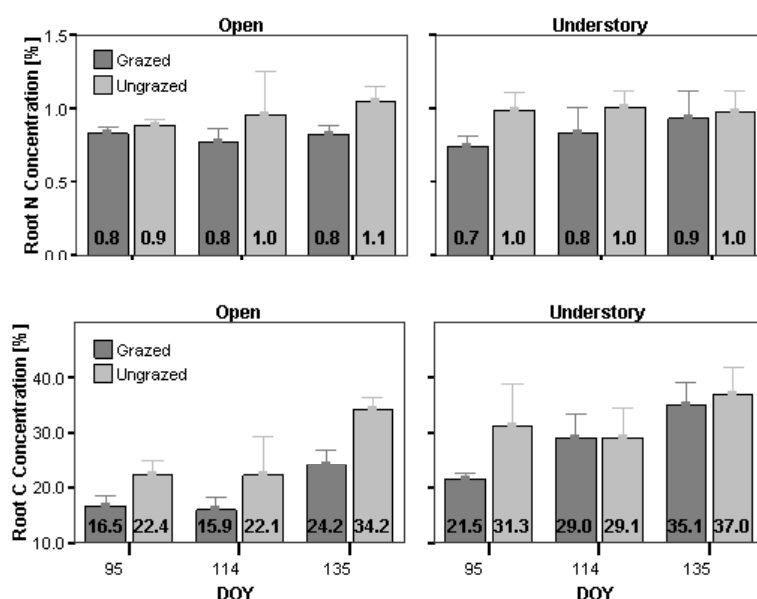 Open Understory
Root N Concentration [%]
1.5
1.0
0.5
0.0
Grazed
Ungrazed
0.8 0.9 0.8 1.0 0.8 1.1
0.7 1.0 0.8 1.0 0.9 1.0
Open Understory
Root C Concentration [%]
40.0
30.0
20.0
10.0
Grazed
Ungrazed
16.5 22.4 15.9 22.1 24.2 34.2
21.5 31.3 29.0 29.1 35.1 37.0
95 114 135 95 114 135
DOY DOY